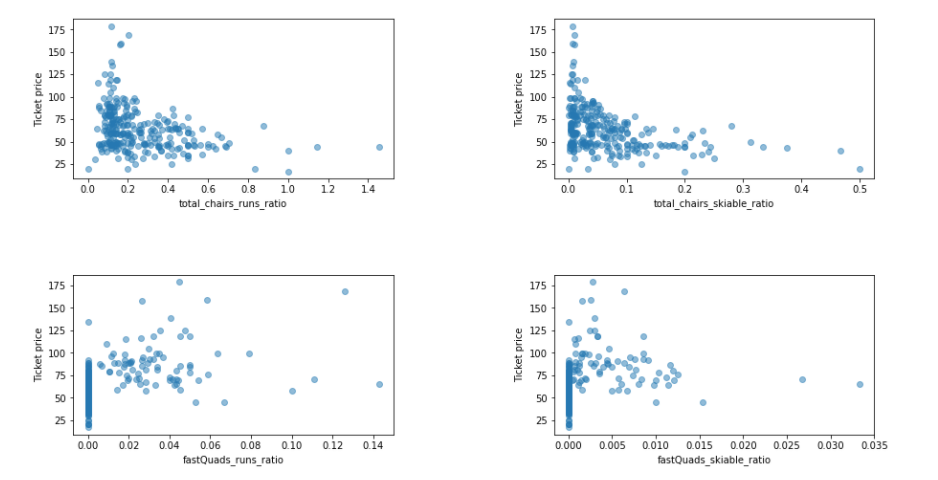 175
150
125
100
75
50
25
Ticket price
0.0 0.2 0.4 0.6 0.8 1.0 1.2 1.4
total_chairs_runs_ratio
175
150
125
100
75
50
25
Ticket price
0.0 0.1 0.2 0.3 0.4 0.5
total_chairs_skiable_ratio
175
150
125
100
75
50
25
Ticket price
0.00 0.02 0.04 0.06 0.08 0.10 0.12 0.14
fastQuads_runs_ratio
175
150
125
100
75
50
25
Ticket price
0.000 0.005 0.010 0.015 0.020 0.025 0.030 0.035
fastQuads_skiable_ratio